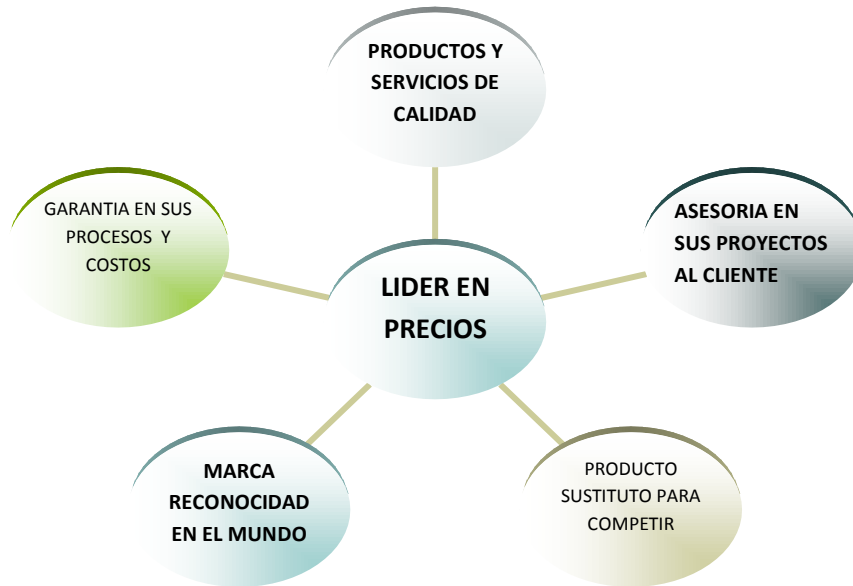 PRODUCTOS Y
SERVICIOS DE
CALIDAD
GARANTIA EN SUS
PROCESOS Y
COSTOS
ASESORIA EN
SUS PROYECTOS
AL CLIENTE
LIDER EN
PRECIOS
MARCA
RECONOCIDAD
EN EL MUNDO
PRODUCTO
SUSTITUTO PARA
COMPETIR